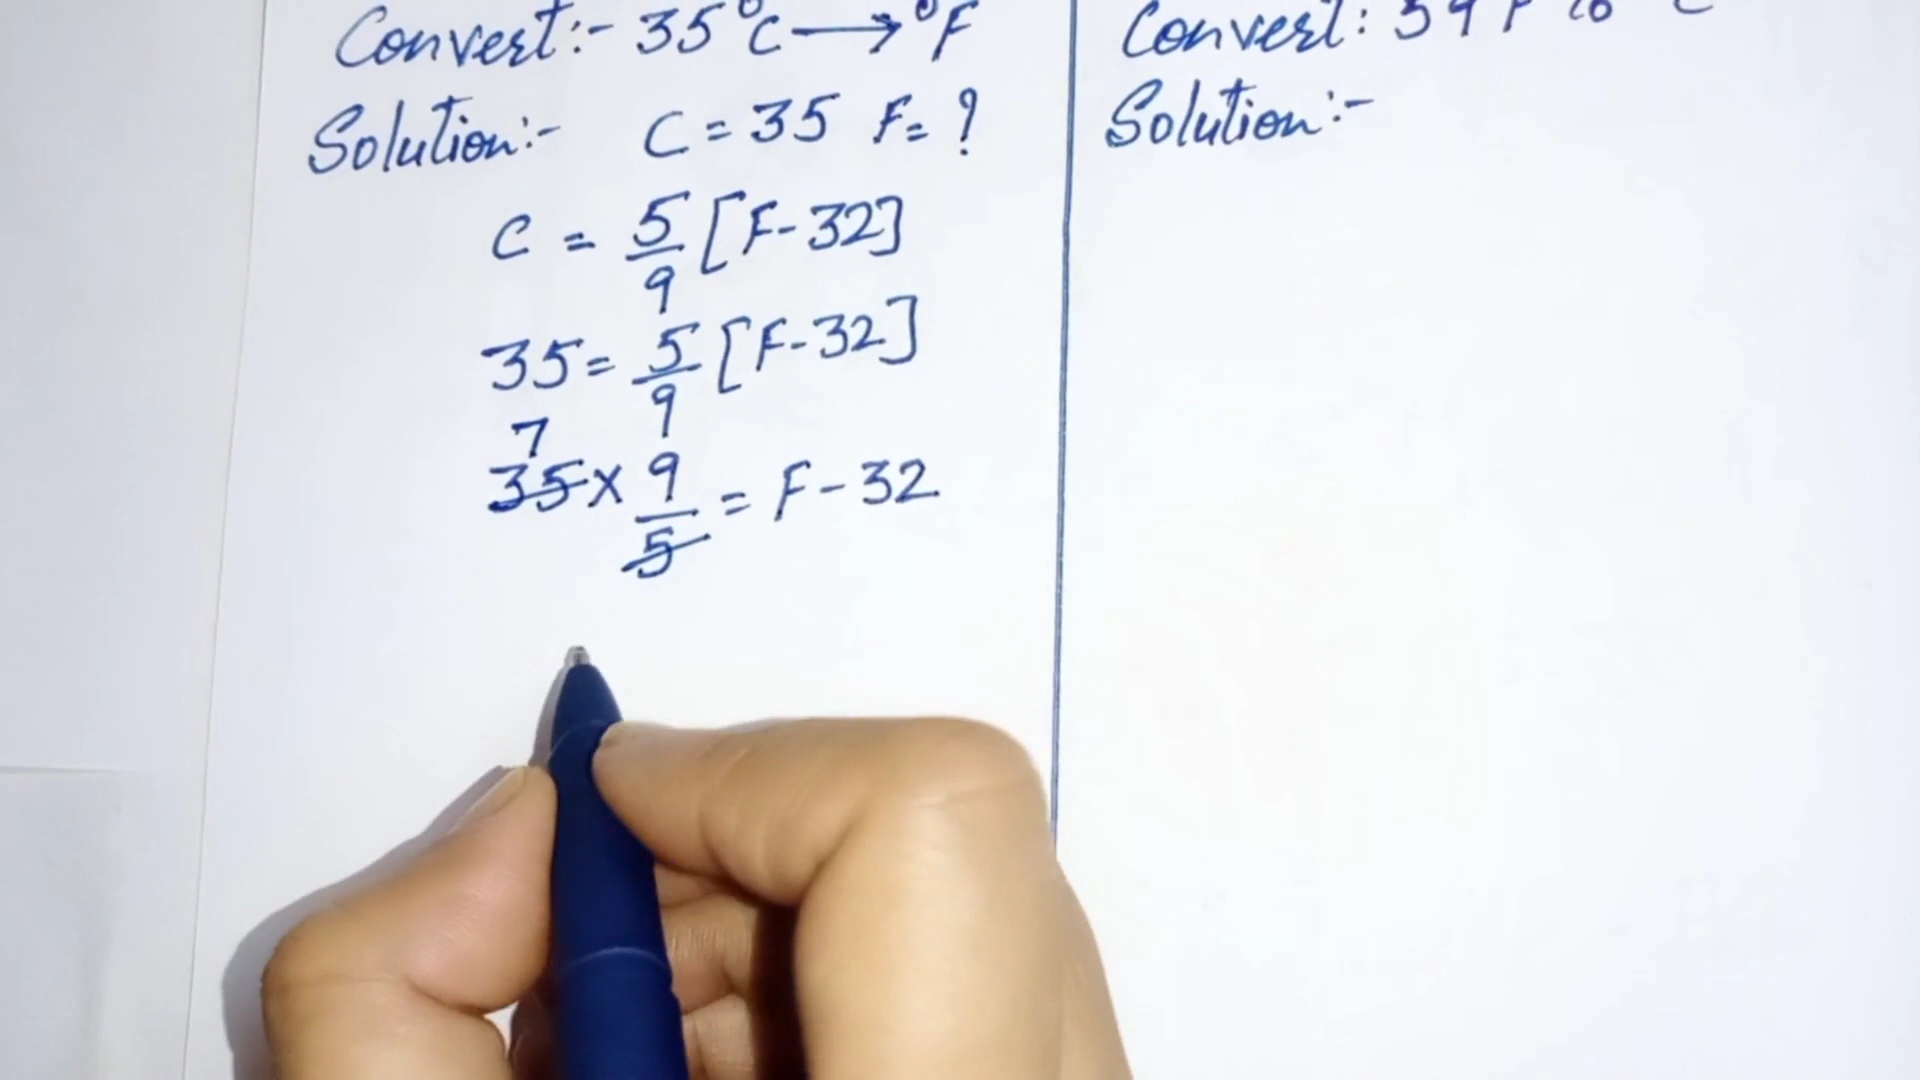 Convert:- 35°C → °F
Solution:- C = 35 F = ?
C = 5/9 [F-32]
35 = 5/9 [F-32]
7
35 × 9/5 = F - 32
Convert:
Solution:-